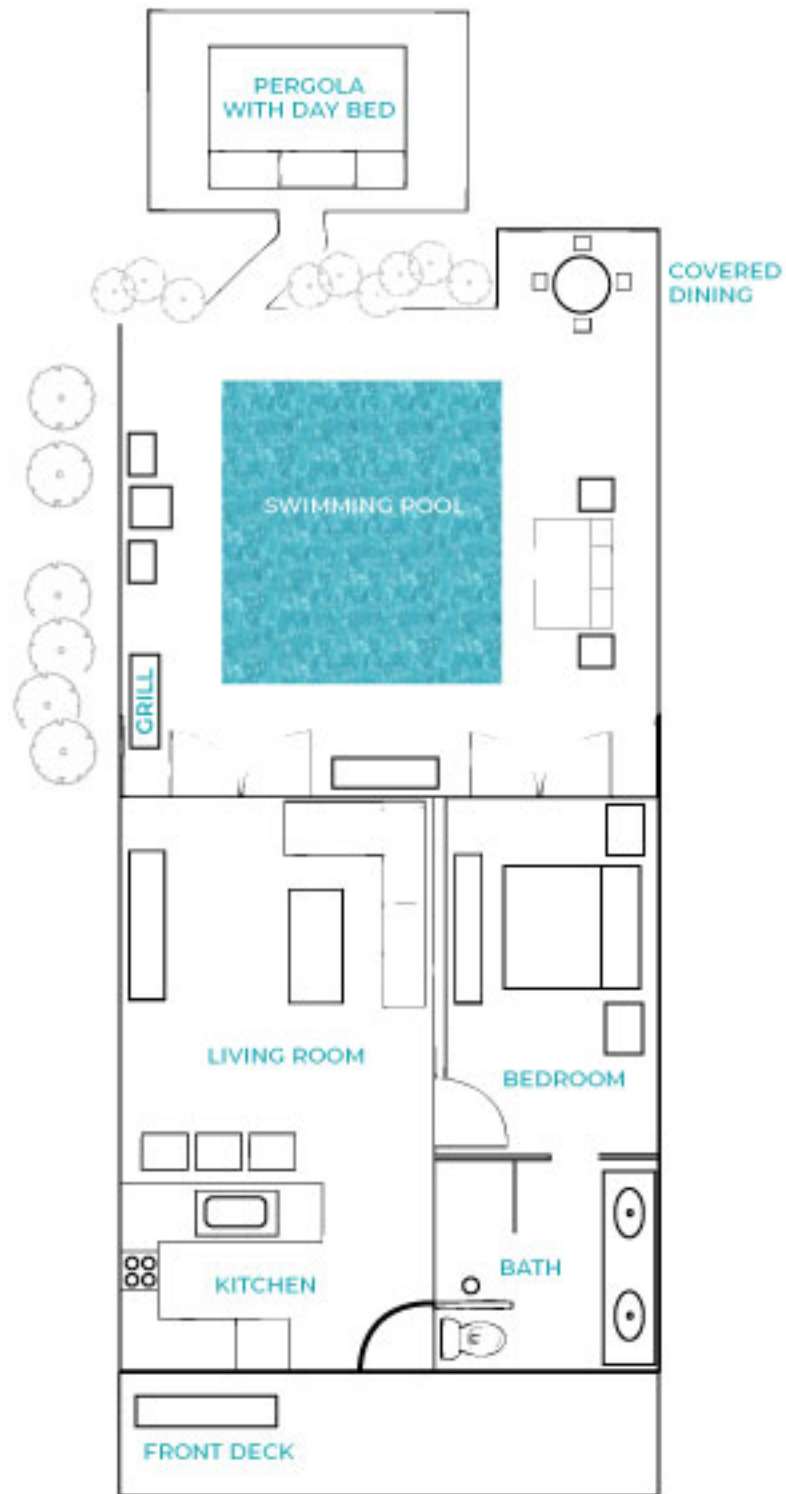 PERGOLA
WITH DAY BED
COVERED
DINING
SWIMMING POOL
GRILL
LIVING ROOM
BEDROOM
BATH
KITCHEN
FRONT DECK